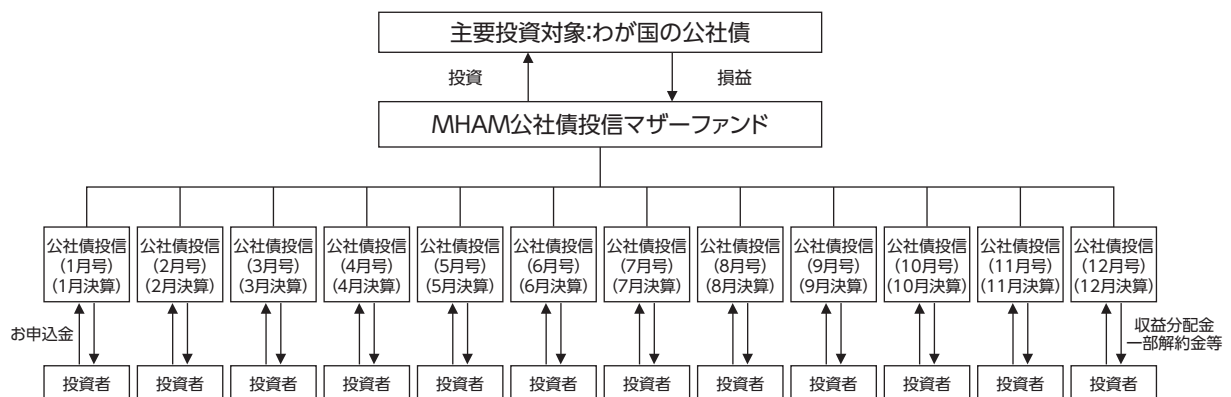 主要投資対象:わが国の公社債
投資
損益
MHAM公社債投信マザーファンド
公社債投信
(1月号)
(1月決算)
公社債投信
(2月号)
(2月決算)
公社債投信
(3月号)
(3月決算)
公社債投信
(4月号)
(4月決算)
公社債投信
(5月号)
(5月決算)
公社債投信
(6月号)
(6月決算)
公社債投信
(7月号)
(7月決算)
公社債投信
(8月号)
(8月決算)
公社債投信
(9月号)
(9月決算)
公社債投信
(10月号)
(10月決算)
公社債投信
(11月号)
(11月決算)
公社債投信
(12月号)
(12月決算)
お申込金
収益分配金
一部解約金等
投資者
投資者
投資者
投資者
投資者
投資者
投資者
投資者
投資者
投資者
投資者
投資者